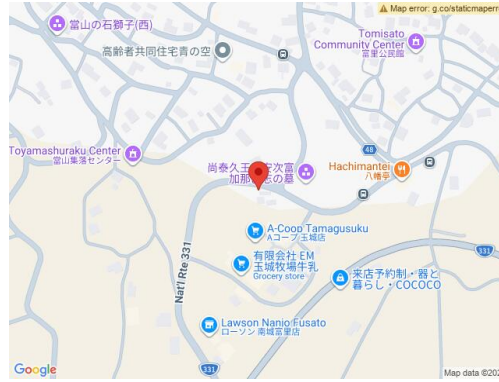 Map error: g.co/staticmaperr
當山の石獅子(西)
高齢者共同住宅青の空
Tomisato
Community Center
富里公民館
48
Toyamashuraku Center
當山集落センター
尚泰久王
安次富
加那
志の墓
Hachimantei
八幡亭
A-Coop Tamagusuku
Aコープ 玉城店
有限会社 EM
玉城牧場牛乳
Grocery store
331
来店予約制・器と
暮らし・COCOCO
Nat'l Rte 331
Lawson Nanjo Fusato
ローソン 南城富里店
331
Google
Map data ©202